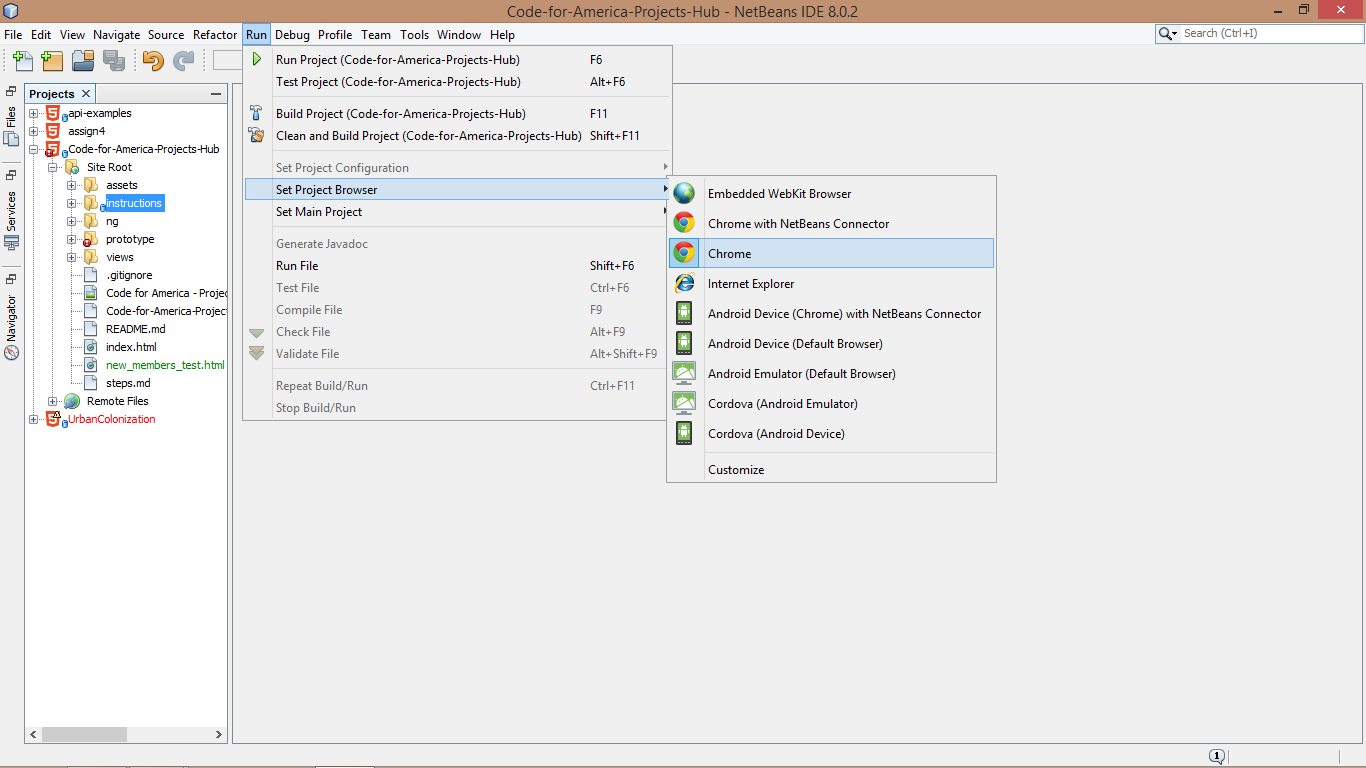 Code-for-America-Projects-Hub - NetBeans IDE 8.0.2
File Edit View Navigate Source Refactor Run Debug Profile Team Tools Window Help
Search (Ctrl+I)
Files
Services
Navigator
Projects
api-examples
assign4
Code-for-America-Projects-Hub
Site Root
assets
instructions
ng
prototype
views
.gitignore
Code for America - Projec
Code-for-America-Project
README.md
index.html
new_members_test.html
steps.md
Remote Files
UrbanColonization
Run Project (Code-for-America-Projects-Hub) F6
Test Project (Code-for-America-Projects-Hub) Alt+F6
Build Project (Code-for-America-Projects-Hub) F11
Clean and Build Project (Code-for-America-Projects-Hub) Shift+F11
Set Project Configuration
Set Project Browser
Set Main Project
Generate Javadoc
Run File Shift+F6
Test File Ctrl+F6
Compile File F9
Check File Alt+F9
Validate File Alt+Shift+F9
Repeat Build/Run Ctrl+F11
Stop Build/Run
Embedded WebKit Browser
Chrome with NetBeans Connector
Chrome
Internet Explorer
Android Device (Chrome) with NetBeans Connector
Android Device (Default Browser)
Android Emulator (Default Browser)
Cordova (Android Emulator)
Cordova (Android Device)
Customize
1